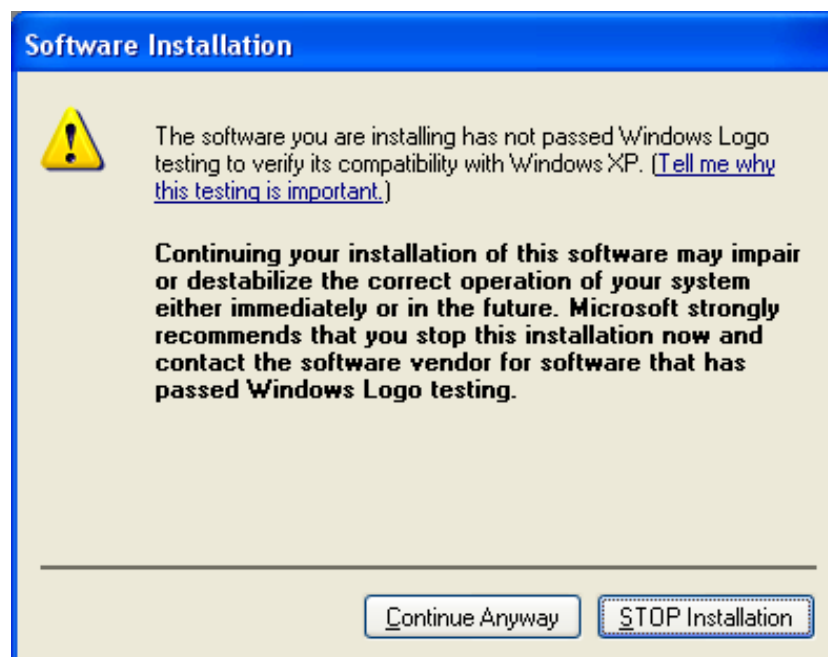 Software Installation
The software you are installing has not passed Windows Logo
testing to verify its compatibility with Windows XP. (Tell me why
this testing is important.)
Continuing your installation of this software may impair
or destabilize the correct operation of your system
either immediately or in the future. Microsoft strongly
recommends that you stop this installation now and
contact the software vendor for software that has
passed Windows Logo testing.
Continue Anyway
STOP Installation